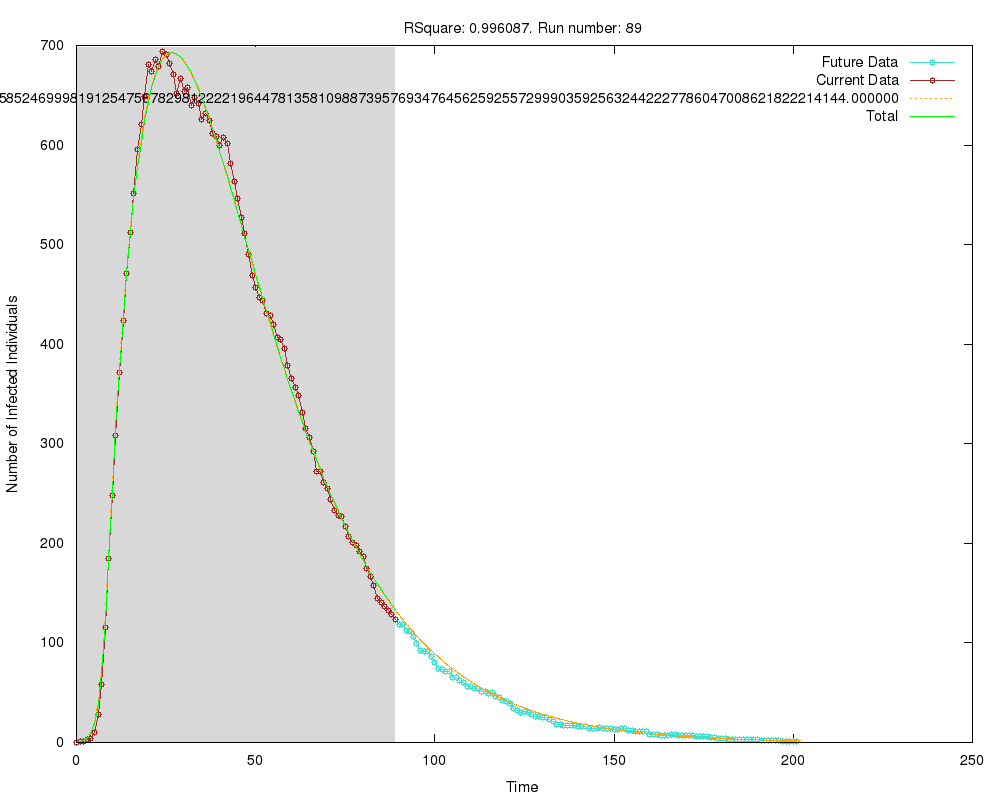 RSquare: 0.996087. Run number: 89
700
600
500
400
300
200
100
0
Number of Infected Individuals
Future Data
Current Data
Total
0
50
100
150
200
250
Time